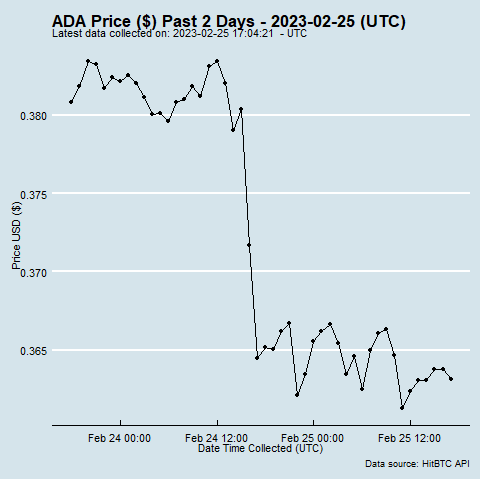 ADA Price ($) Past 2 Days - 2023-02-25 (UTC)
Latest data collected on: 2023-02-25 17:04:21 - UTC
Price USD ($)
0.380
0.375
0.370
0.365
Feb 24 00:00 Feb 24 12:00 Feb 25 00:00 Feb 25 12:00
Date Time Collected (UTC)
Data source: HitBTC API